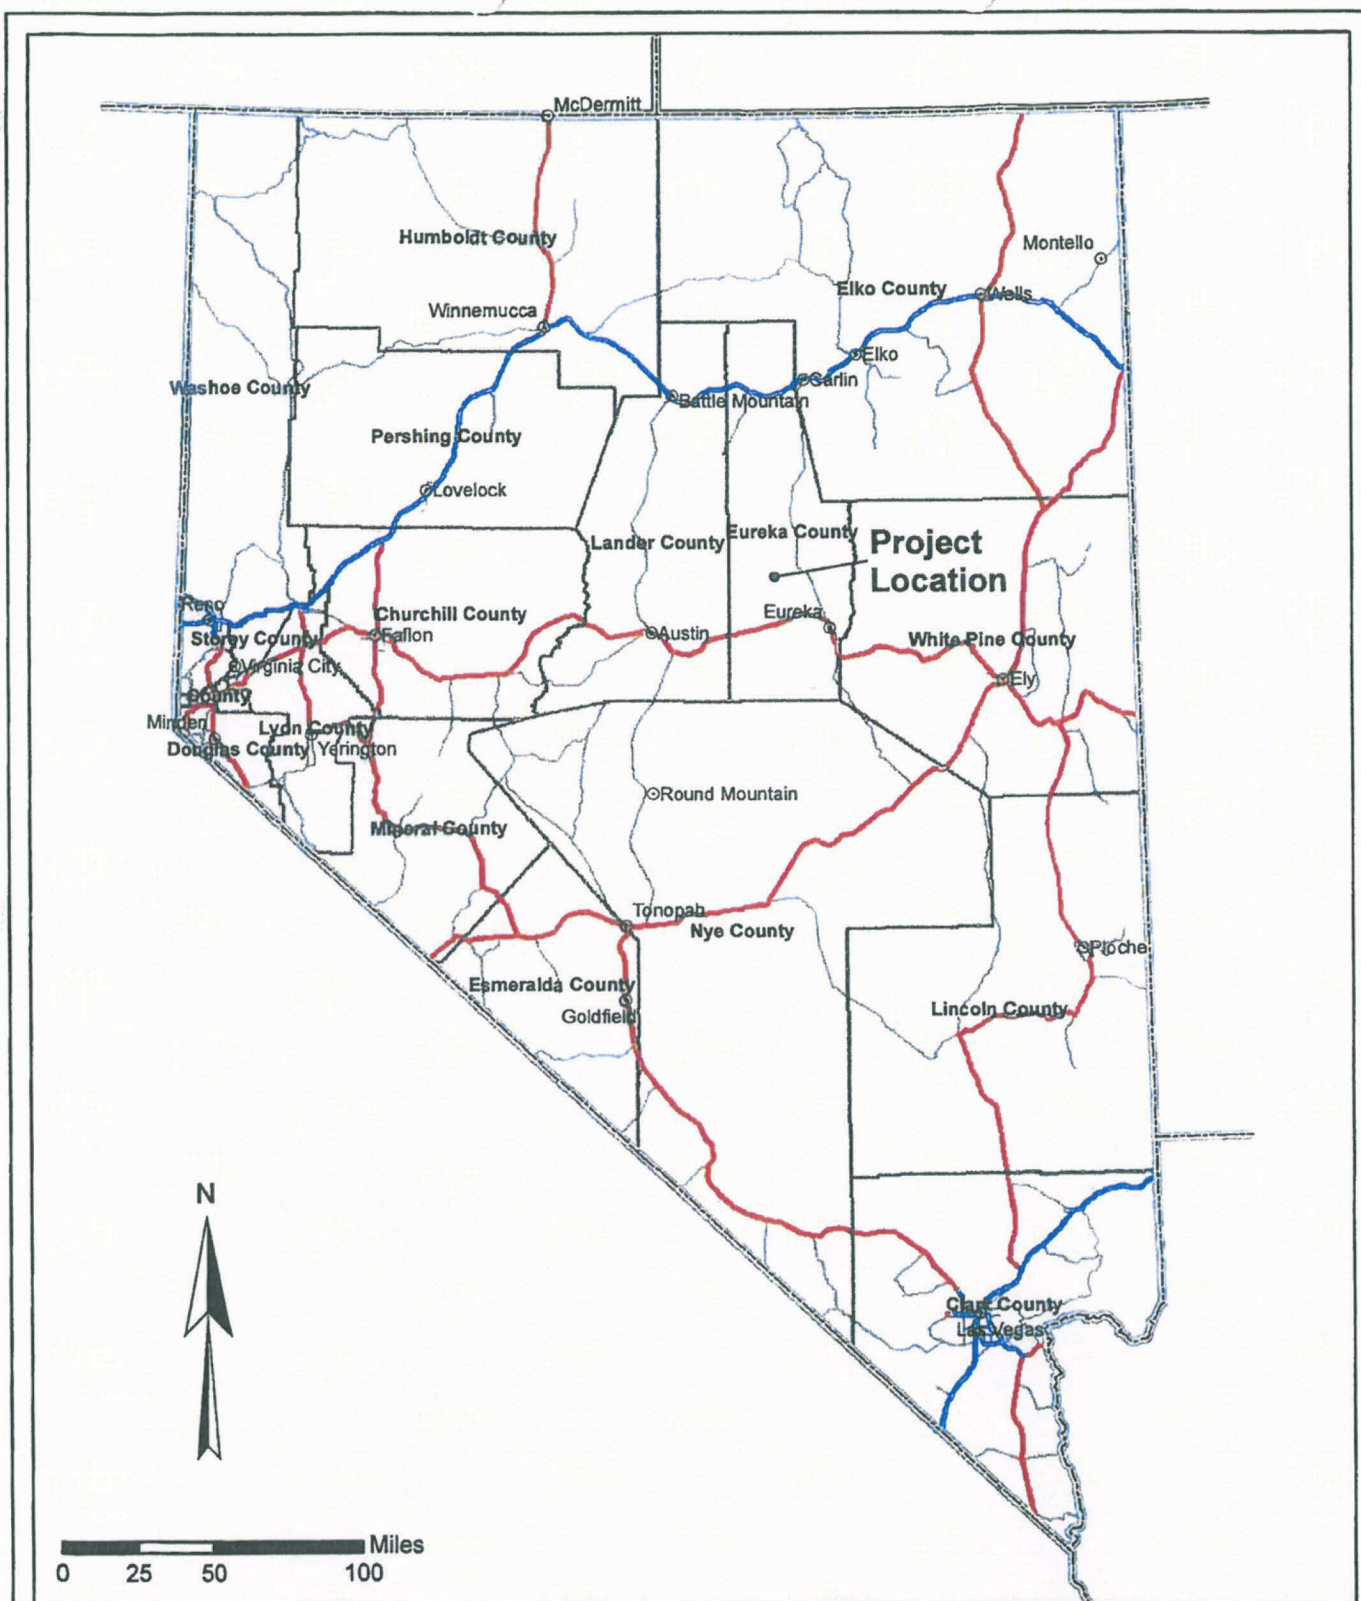 McDermitt
Humboldt County
Montello
Elko County
Wells
Winnemucca
Elko
Carlin
Washoe County
Battle Mountain
Pershing County
Lovelock
Lander County
Eureka County
Project
Location
Reno
Churchill County
Eureka
Storey County
Fallon
Austin
White Pine County
Virginia City
Ely
County
Minden
Lyon County
Douglas County
Yerington
Round Mountain
Mineral County
Tonopah
Nye County
Pioche
Esmeralda County
Lincoln County
Goldfield
N
Clark County
Las Vegas
Miles
0 25 50 100